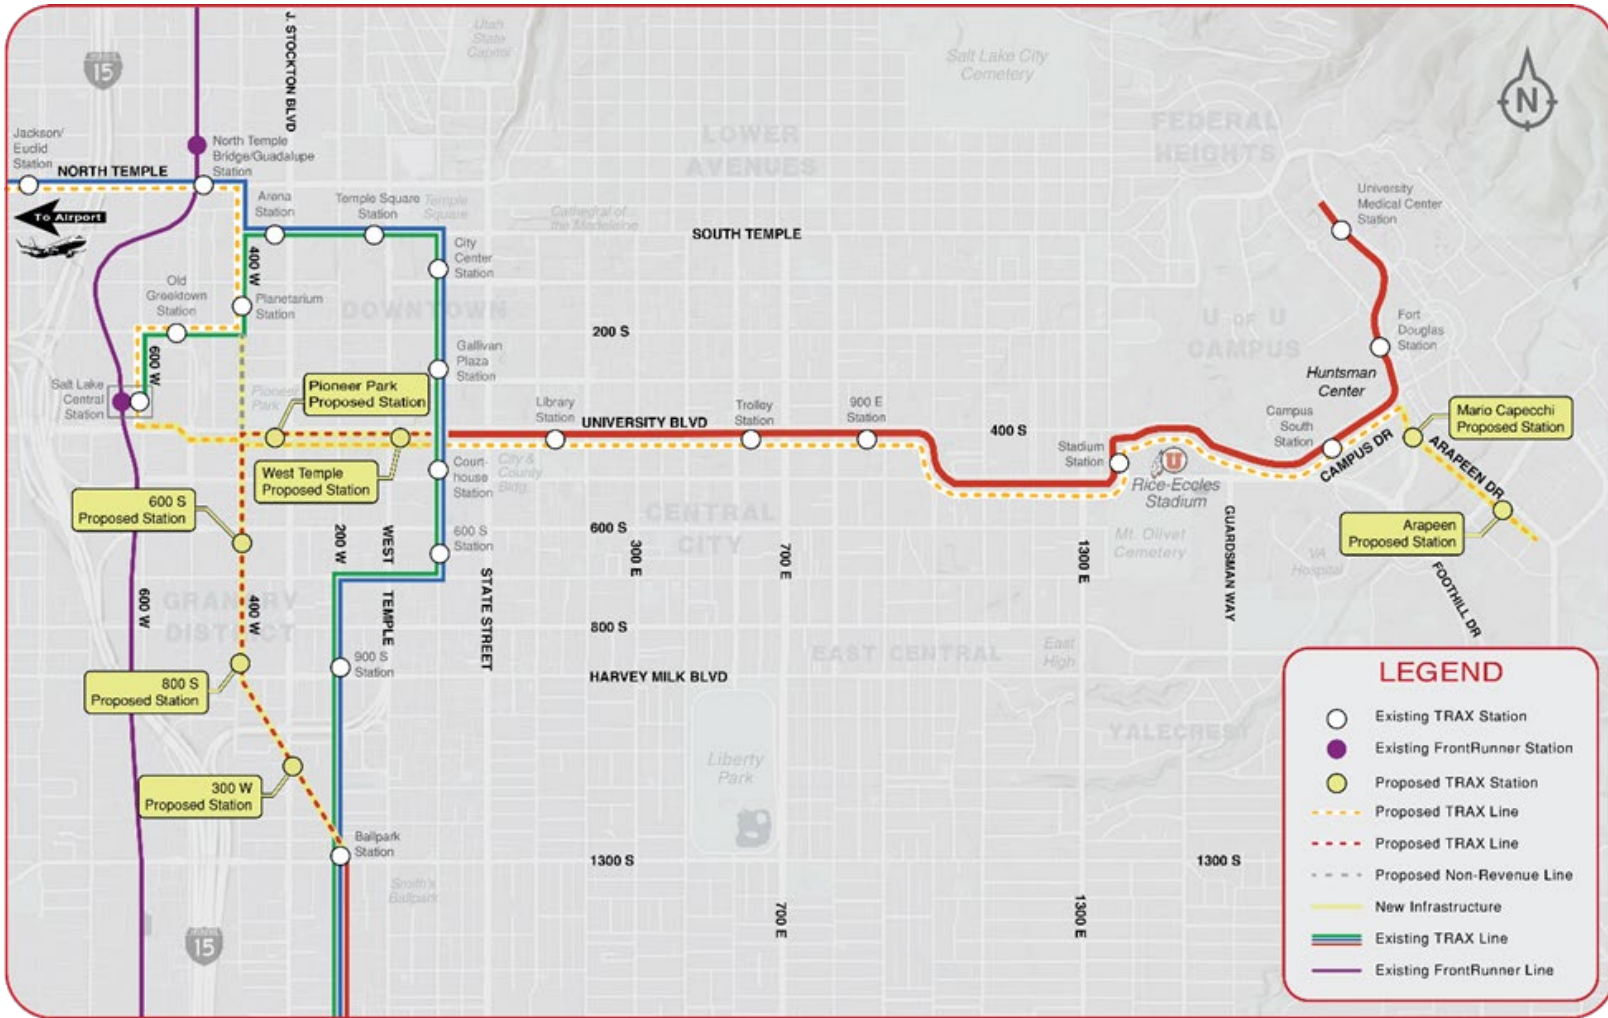 J. STOCKTON BLVD
Utah
State
Capitol
Salt Lake City
Cemetery
N
15
Jackson/
Euclid
Station
NORTH TEMPLE
North Temple
Bridge/Guadalupe
Station
To Airport
Arena
Station
Temple Square
Station
Temple
Square
Cathedral of
the Madeleine
LOWER
AVENUES
FEDERAL
HEIGHTS
University
Medical Center
Station
SOUTH TEMPLE
City
Center
Station
400 W
Old
Greektown
Station
Planetarium
Station
DOWNTOWN
200 S
U OF U
CAMPUS
Fort
Douglas
Station
600 W
Salt Lake
Central
Station
Pioneer
Park
Pioneer Park
Proposed Station
Gallivan
Plaza
Station
Huntsman
Center
Library
Station
UNIVERSITY BLVD
Trolley
Station
900 E
Station
400 S
Campus
South
Station
Mario Capecchi
Proposed Station
Stadium
Station
U
Rice-Eccles
Stadium
CAMPUS DR
ARAPEEN DR
West Temple
Proposed Station
Court-
house
Station
City &
County
Bldg.
600 S
Proposed Station
CENTRAL
CITY
600 S
Mt. Olivet
Cemetery
GUARDSMAN WAY
Arapeen
Proposed Station
VA
Hospital
FOOTHILL DR
200 W
WEST
TEMPLE
600 S
Station
STATE STREET
300 E
700 E
1300 E
600 W
GRANARY
DISTRICT
400 W
800 S
EAST CENTRAL
East
High
900 S
Station
HARVEY MILK BLVD
800 S
Proposed Station
YALECREST
Liberty
Park
300 W
Proposed Station
Ballpark
Station
Smith's
Ballpark
1300 S
1300 S
700 E
1300 E
15
LEGEND
Existing TRAX Station
Existing FrontRunner Station
Proposed TRAX Station
Proposed TRAX Line
Proposed TRAX Line
Proposed Non-Revenue Line
New Infrastructure
Existing TRAX Line
Existing FrontRunner Line